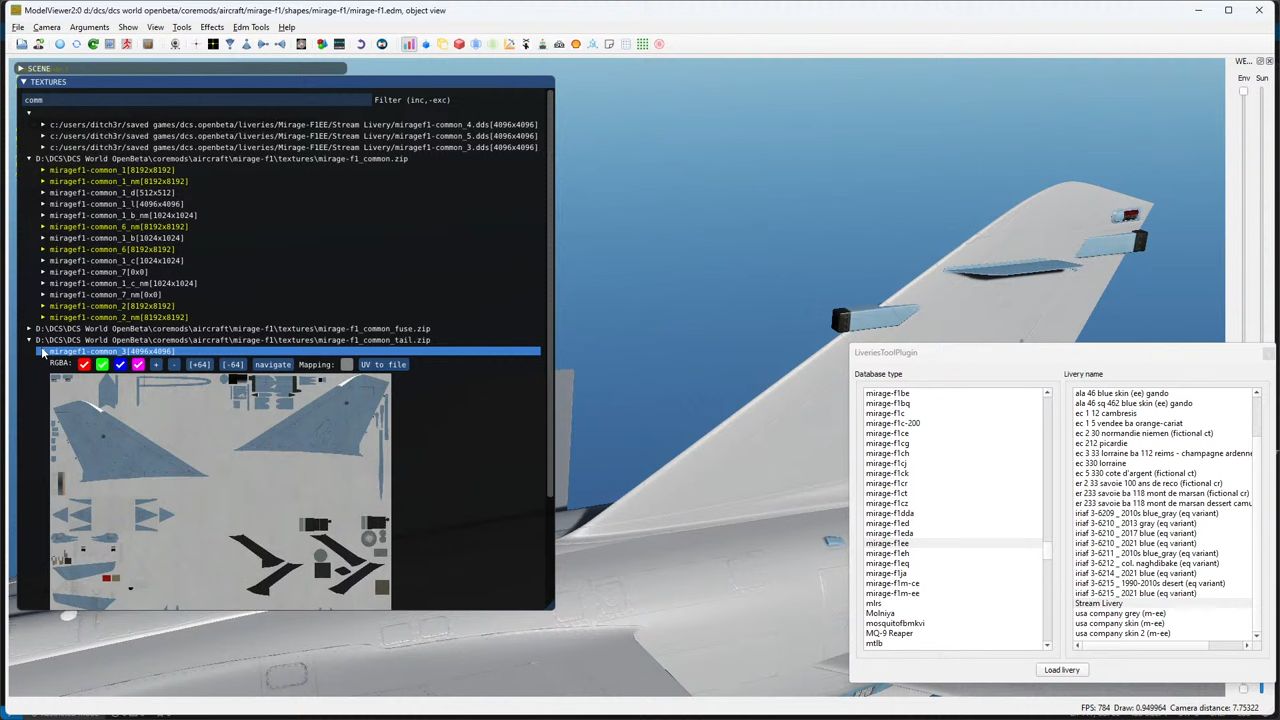 ModelViewer2:0 d:/dcs/dcs world openbeta/coremods/aircraft/mirage-f1/shapes/mirage-f1/mirage-f1.edm, object view
File Camera Arguments Show View Tools Effects Edm Tools Help
SCENE
TEXTURES
comm Filter (inc,-exc)
c:/users/ditch3r/saved games/dcs.openbeta/liveries/Mirage-F1EE/Stream Livery/miragef1-common_4.dds[4096x4096]
c:/users/ditch3r/saved games/dcs.openbeta/liveries/Mirage-F1EE/Stream Livery/miragef1-common_5.dds[4096x4096]
c:/users/ditch3r/saved games/dcs.openbeta/liveries/Mirage-F1EE/Stream Livery/miragef1-common_3.dds[4096x4096]
D:\DCS\DCS World OpenBeta\coremods\aircraft\mirage-f1\textures\mirage-f1_common.zip
miragef1-common_1[8192x8192]
miragef1-common_1_nm[8192x8192]
miragef1-common_1_d[512x512]
miragef1-common_1_l[4096x4096]
miragef1-common_1_b_nm[1024x1024]
miragef1-common_6_nm[8192x8192]
miragef1-common_1_b[1024x1024]
miragef1-common_6[8192x8192]
miragef1-common_1_c[1024x1024]
miragef1-common_7[0x0]
miragef1-common_1_c_nm[1024x1024]
miragef1-common_7_nm[0x0]
miragef1-common_2[8192x8192]
miragef1-common_2_nm[8192x8192]
D:\DCS\DCS World OpenBeta\coremods\aircraft\mirage-f1\textures\mirage-f1_common_fuse.zip
D:\DCS\DCS World OpenBeta\coremods\aircraft\mirage-f1\textures\mirage-f1_common_tail.zip
miragef1-common_3[4096x4096]
RGBA: + - [+64] [-64] navigate Mapping: UV to file
WE...
Env Sun
LiveriesToolPlugin
Database type
mirage-f1be
mirage-f1bq
mirage-f1c
mirage-f1c-200
mirage-f1ce
mirage-f1cg
mirage-f1ch
mirage-f1cj
mirage-f1ck
mirage-f1cr
mirage-f1ct
mirage-f1cz
mirage-f1dda
mirage-f1ed
mirage-f1eda
mirage-f1ee
mirage-f1eh
mirage-f1eq
mirage-f1ja
mirage-f1m-ce
mirage-f1m-ee
mlrs
Molniya
mosquitofbmkvi
MQ-9 Reaper
mtlb
Livery name
ala 46 blue skin (ee) gando
ala 46 sq 462 blue skin (ee) gando
ec 1 12 cambresis
ec 1 5 vendee ba orange-cariat
ec 2 30 normandie niemen (fictional cr)
ec 212 picardie
ec 3 33 lorraine ba 112 reims - champagne ardenne
ec 330 lorraine
ec 5 330 cote d'argent (fictional ct)
er 2 33 savoie 100 ans de reco (fictional cr)
er 233 savoie ba 118 mont de marsan (fictional cr)
er 233 savoie ba 118 mont de marsan dessert camou
iriaf 3-6209 _ 2010s blue_gray (eq variant)
iriaf 3-6210 _ 2013 gray (eq variant)
iriaf 3-6210 _ 2021 blue (eq variant)
iriaf 3-6211 _ 2010s blue_gray (eq variant)
iriaf 3-6212 _ col. naghdibake (eq variant)
iriaf 3-6214 _ 2021 blue (eq variant)
iriaf 3-6215 _ 1990-2010s desert (eq variant)
iriaf 3-6215 _ 2021 blue (eq variant)
Stream Livery
usa company grey (m-ee)
usa company skin (m-ee)
usa company skin 2 (m-ee)
Load livery
FPS: 784 Draw: 0.949964 Camera distance: 7.75322